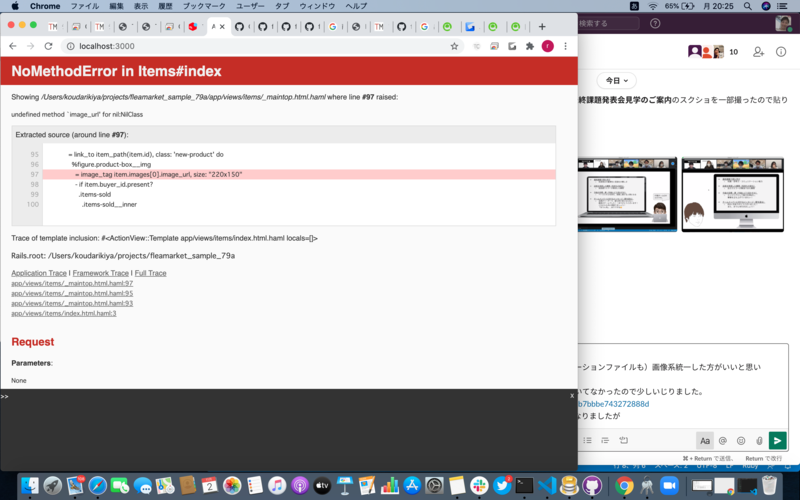 Chrome ファイル 編集 表示 履歴 ブックマーク ユーザー タブ ウィンドウ ヘルプ
65% 月 20:25
localhost:3000
検索する
NoMethodError in Items#index
Showing /Users/koudarikiya/projects/fleamarket_sample_79a/app/views/items/_maintop.html.haml where line #97 raised:
undefined method `image_url' for nil:NilClass
Extracted source (around line #97):
95 = link_to item_path(item.id), class: 'new-product' do
96 %figure.product-box__img
97 = image_tag item.images[0].image_url, size: "220x150"
98 - if item.buyer_id.present?
99 .items-sold
100 .items-sold__inner
Trace of template inclusion: #<ActionView::Template app/views/items/index.html.haml locals=[]>
Rails.root: /Users/koudarikiya/projects/fleamarket_sample_79a
Application Trace | Framework Trace | Full Trace
app/views/items/_maintop.html.haml:97
app/views/items/_maintop.html.haml:95
app/views/items/_maintop.html.haml:93
app/views/items/index.html.haml:3
Request
Parameters:
None
>>
x
10
今日
終課題発表会見学のご案内のスクショを一部撮ったので貼り
ーションファイルも）画像系統一した方がいいと思い
いてなかったので少しいじりました。
b7bbbe743272888d
なりましたが
Aa
⌘+ Return で送信、 Return で改行